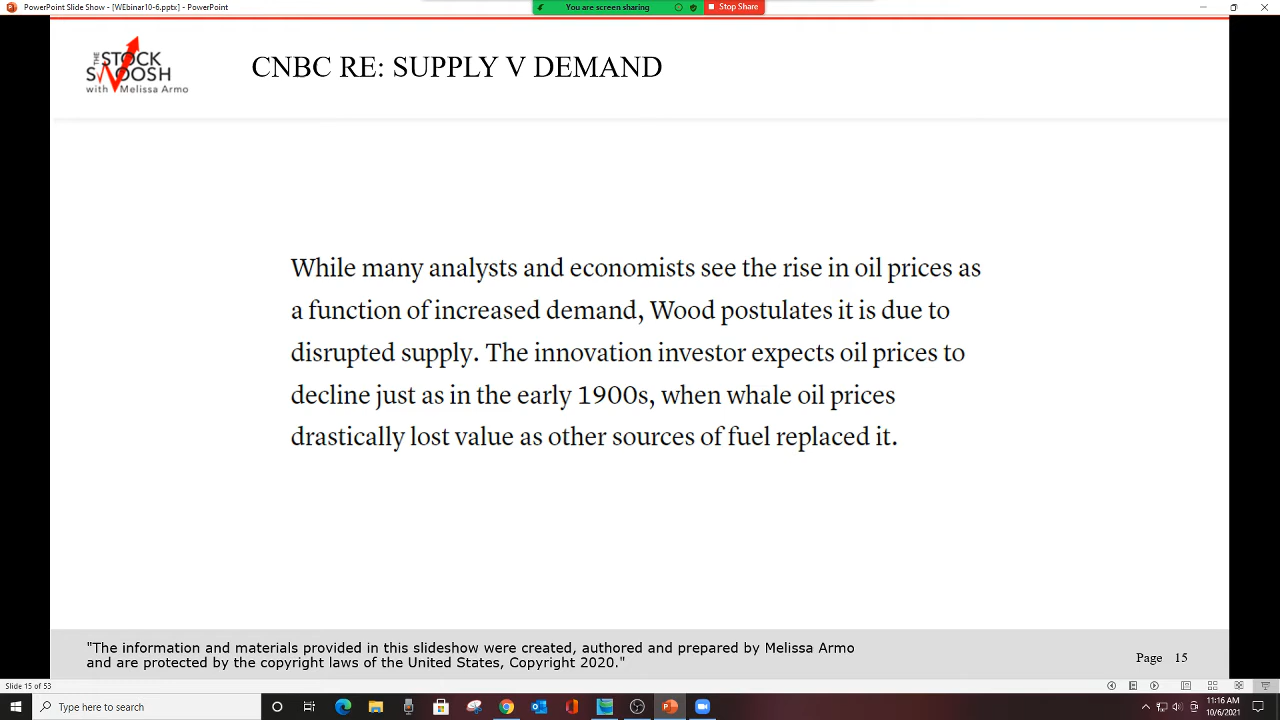 PowerPoint Slide Show - [WEbinar10-6.pptx] - PowerPoint
You are screen sharing
Stop Share
THE STOCK
SWOOSH
with Melissa Armo
CNBC RE: SUPPLY V DEMAND
While many analysts and economists see the rise in oil prices as
a function of increased demand, Wood postulates it is due to
disrupted supply. The innovation investor expects oil prices to
decline just as in the early 1900s, when whale oil prices
drastically lost value as other sources of fuel replaced it.
"The information and materials provided in this slideshow were created, authored and prepared by Melissa Armo
and are protected by the copyright laws of the United States, Copyright 2020."
Page 15
Slide 15 of 53
Type here to search
11:16 AM
10/6/2021